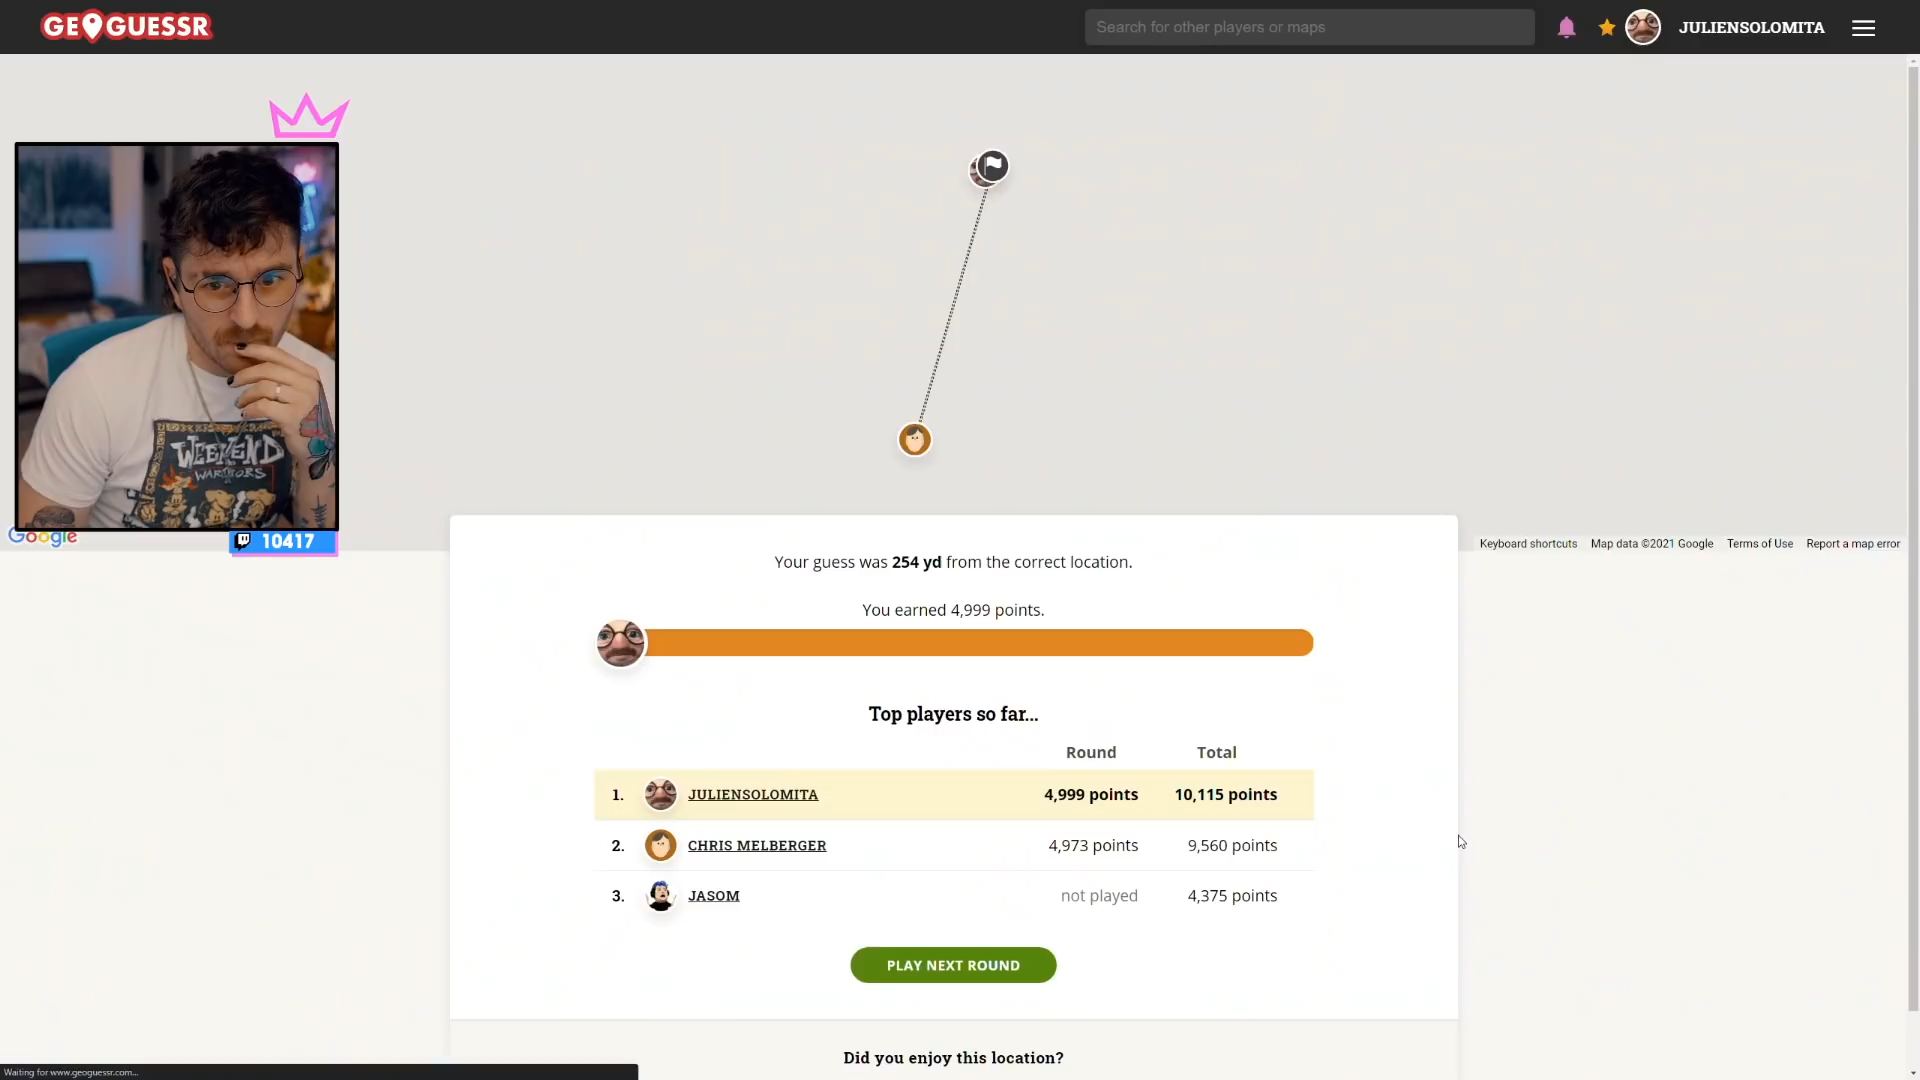 GEOGUESSR
Search for other players or maps
JULIENSOLOMITA
WEEKEND
WARRIORS
Google
10417
Keyboard shortcuts
Map data ©2021 Google
Terms of Use
Report a map error
Your guess was 254 yd from the correct location.
You earned 4,999 points.
Top players so far...
Round Total
1. JULIENSOLOMITA 4,999 points 10,115 points
2. CHRIS MELBERGER 4,973 points 9,560 points
3. JASOM not played 4,375 points
PLAY NEXT ROUND
Did you enjoy this location?
Waiting for www.geoguessr.com...